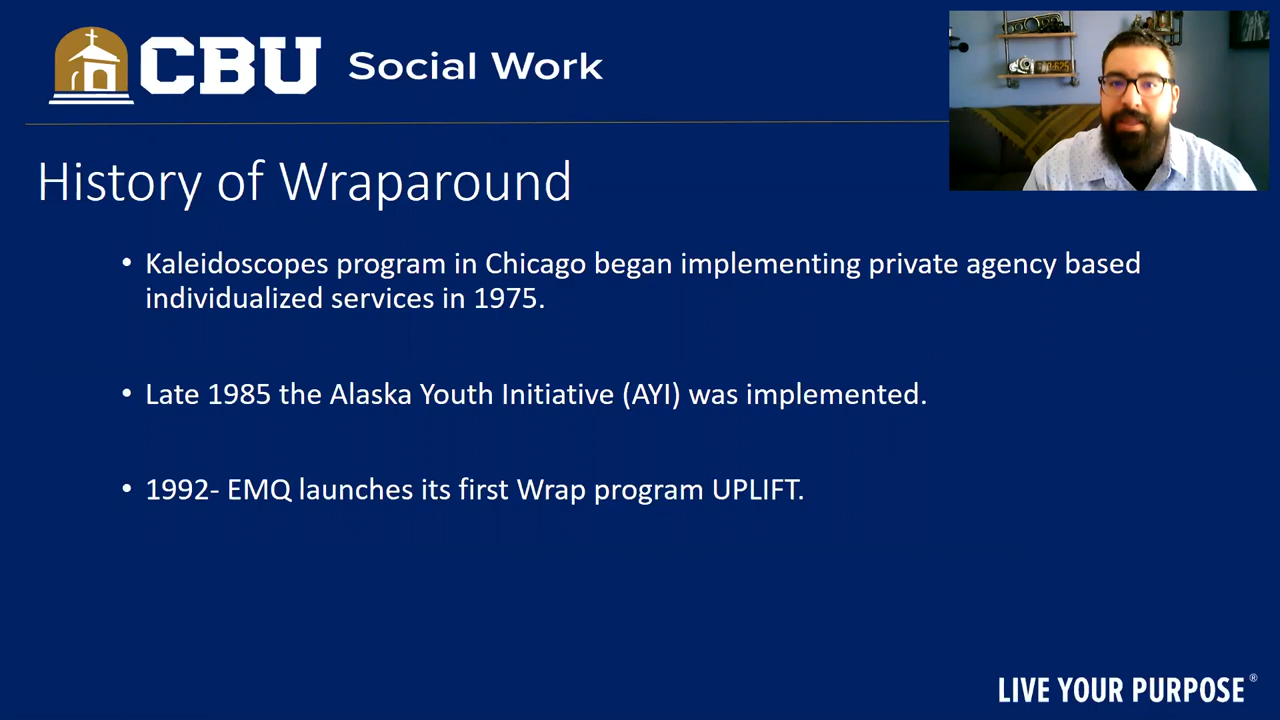 CBU Social Work
History of Wraparound
• Kaleidoscopes program in Chicago began implementing private agency based
individualized services in 1975.
• Late 1985 the Alaska Youth Initiative (AYI) was implemented.
• 1992- EMQ launches its first Wrap program UPLIFT.
LIVE YOUR PURPOSE®